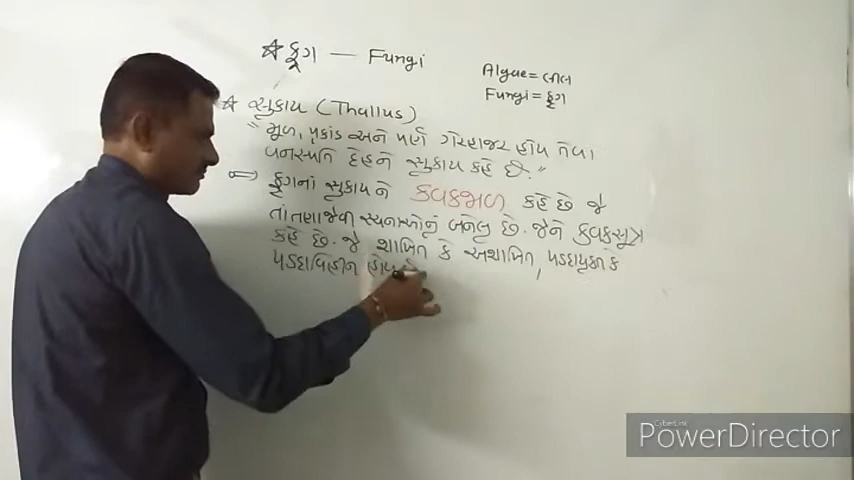 ☆ ફૂગ — Fungi
Algae = લીલ
Fungi = ફૂગ
☆ સુકાય (Thallus)
" મૂળ, પ્રકાંડ અને પર્ણ ગેરહાજર હોય તેવા
વનસ્પતિ દેહને સુકાય કહે છે."
⇒ ફૂગનાં સુકાયને કવકજાળ કહે છે જે
તાંતણાજેવી રચનાઓનું બનેલુ છે. જેને કવકસૂત્ર
કહે છે. જે શાખિત કે અશાખિત, પડદાયુક્ત કે
પડદાવિહીન હોય
CyberLink
PowerDirector